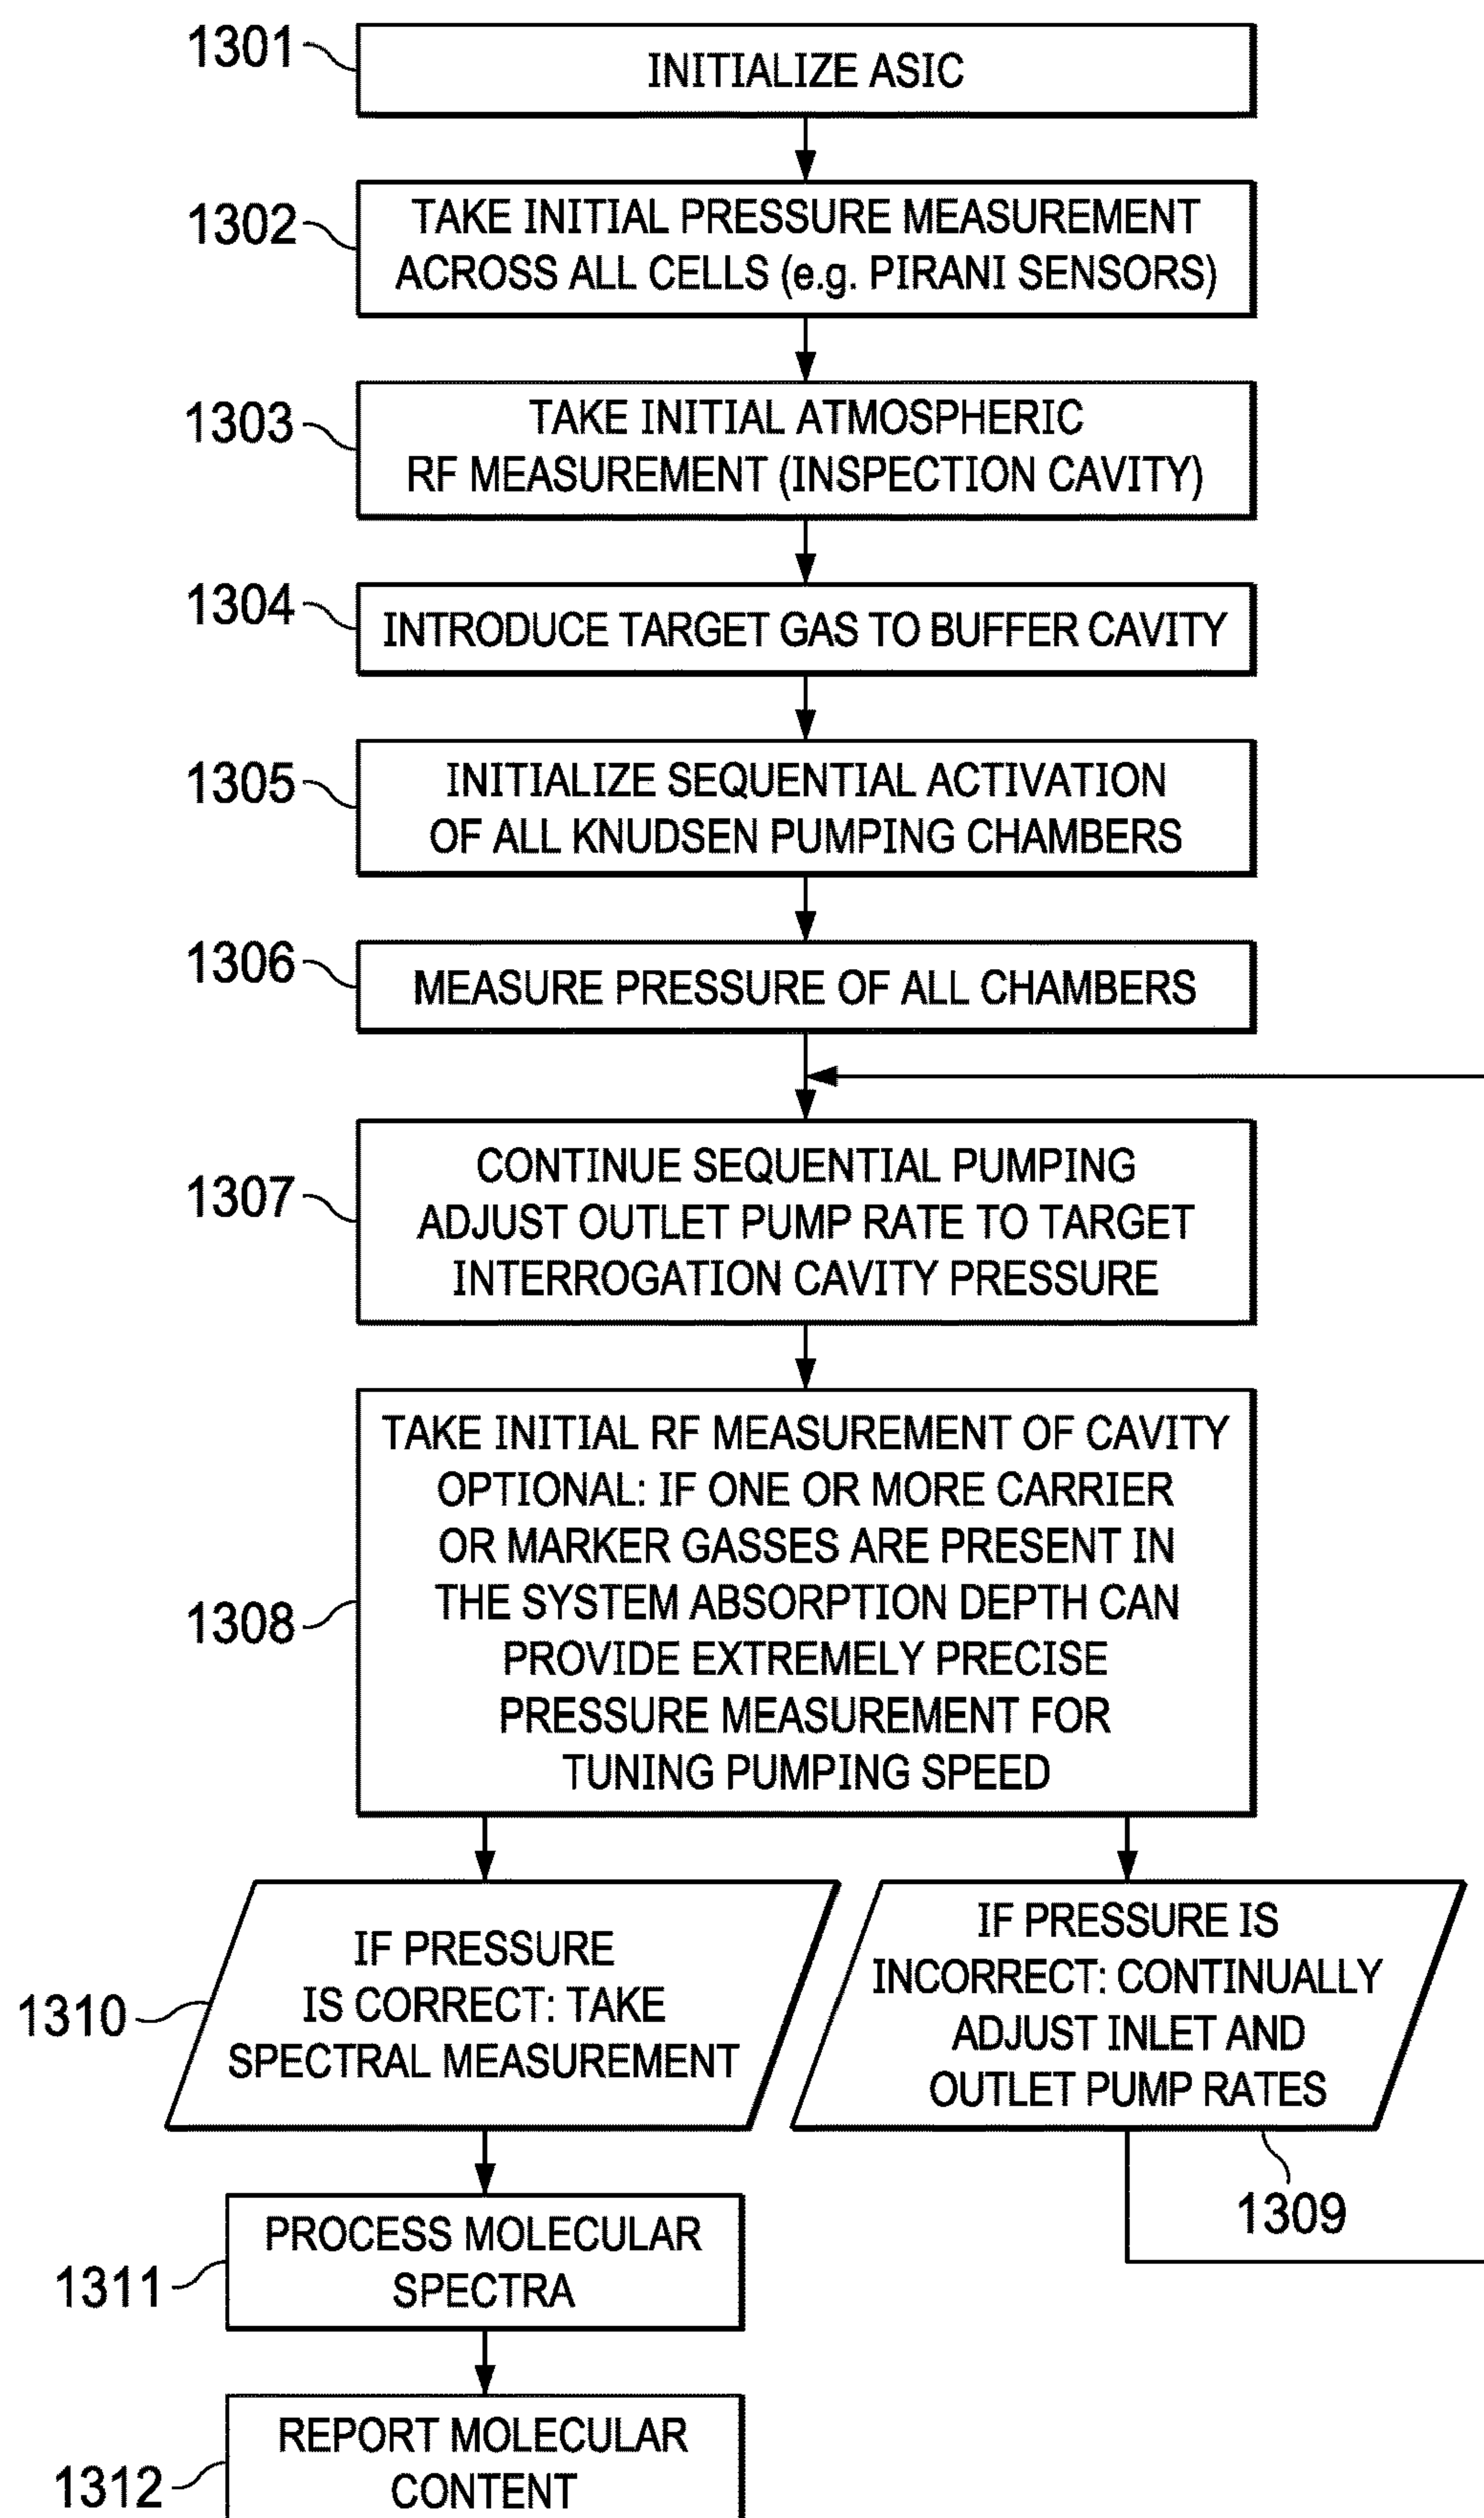 1301
INITIALIZE ASIC
1302
TAKE INITIAL PRESSURE MEASUREMENT
ACROSS ALL CELLS (e.g. PIRANI SENSORS)
1303
TAKE INITIAL ATMOSPHERIC
RF MEASUREMENT (INSPECTION CAVITY)
1304
INTRODUCE TARGET GAS TO BUFFER CAVITY
1305
INITIALIZE SEQUENTIAL ACTIVATION
OF ALL KNUDSEN PUMPING CHAMBERS
1306
MEASURE PRESSURE OF ALL CHAMBERS
1307
CONTINUE SEQUENTIAL PUMPING
ADJUST OUTLET PUMP RATE TO TARGET
INTERROGATION CAVITY PRESSURE
1308
TAKE INITIAL RF MEASUREMENT OF CAVITY
OPTIONAL: IF ONE OR MORE CARRIER
OR MARKER GASSES ARE PRESENT IN
THE SYSTEM ABSORPTION DEPTH CAN
PROVIDE EXTREMELY PRECISE
PRESSURE MEASUREMENT FOR
TUNING PUMPING SPEED
1310
IF PRESSURE
IS CORRECT: TAKE
SPECTRAL MEASUREMENT
IF PRESSURE IS
INCORRECT: CONTINUALLY
ADJUST INLET AND
OUTLET PUMP RATES
1309
1311
PROCESS MOLECULAR
SPECTRA
1312
REPORT MOLECULAR
CONTENT